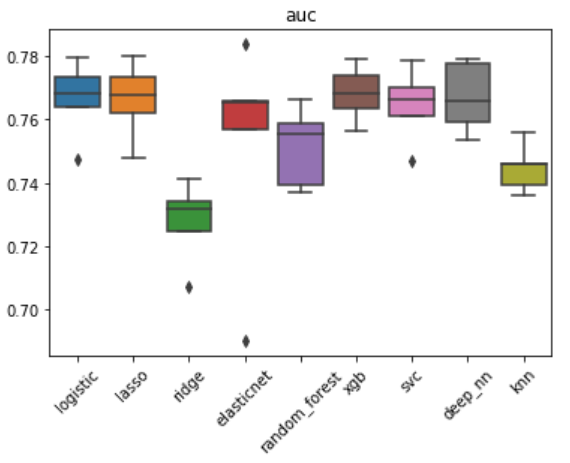 auc
0.78
0.76
0.74
0.72
0.70
logistic
lasso
ridge
elasticnet
random_forest
xgb
svc
deep_nn
knn